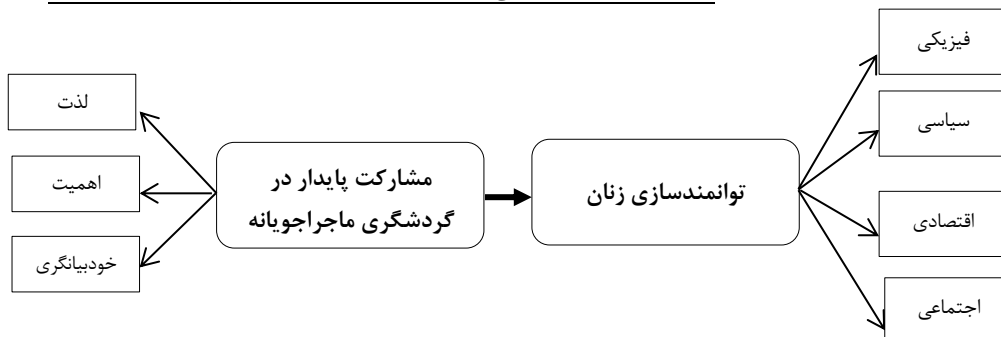 لذت
اهمیت
خودبیانگری
مشارکت پایدار در
گردشگری ماجراجویانه
توانمندسازی زنان
فیزیکی
سیاسی
اقتصادی
اجتماعی